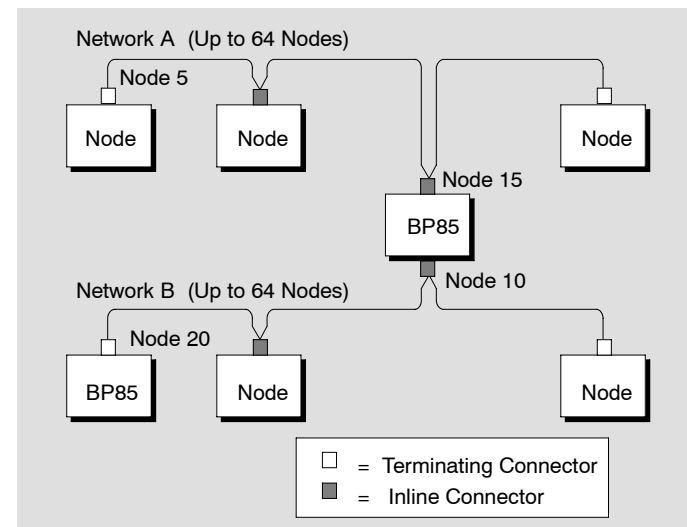 Network A (Up to 64 Nodes)
Node 5
Node
Node
Node
Node 15
BP85
Node 10
Network B (Up to 64 Nodes)
Node 20
BP85
Node
Node
= Terminating Connector
= Inline Connector